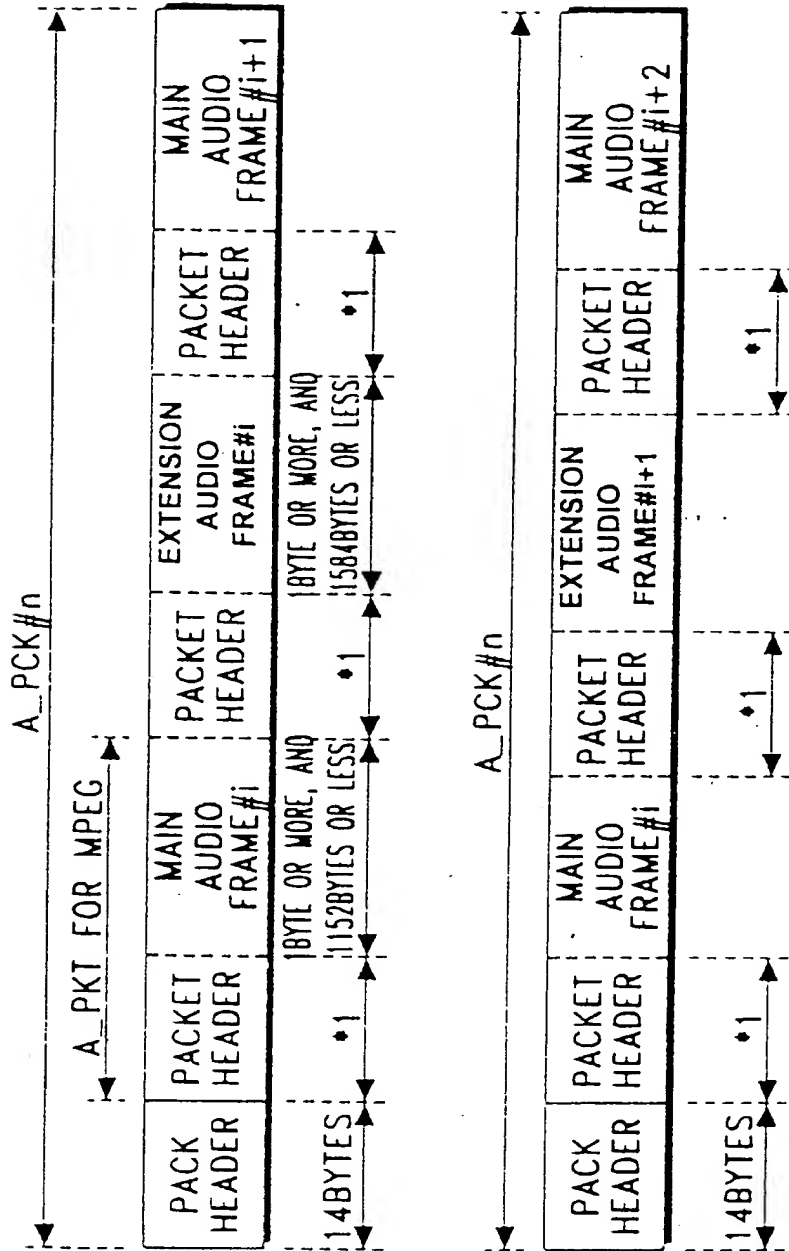 A_PCK#n
A_PKT FOR MPEG
PACK
HEADER
PACKET
HEADER
MAIN
AUDIO
FRAME#i
PACKET
HEADER
EXTENSION
AUDIO
FRAME#i
PACKET
HEADER
MAIN
AUDIO
FRAME#i+1
14BYTES
*1
1BYTE OR MORE, AND
1152BYTES OR LESS
*1
1BYTE OR MORE, AND
1584BYTES OR LESS
*1
A_PCK#n
PACK
HEADER
PACKET
HEADER
MAIN
AUDIO
FRAME#i
PACKET
HEADER
EXTENSION
AUDIO
FRAME#i+1
PACKET
HEADER
MAIN
AUDIO
FRAME#i+2
14BYTES
*1
*1
*1